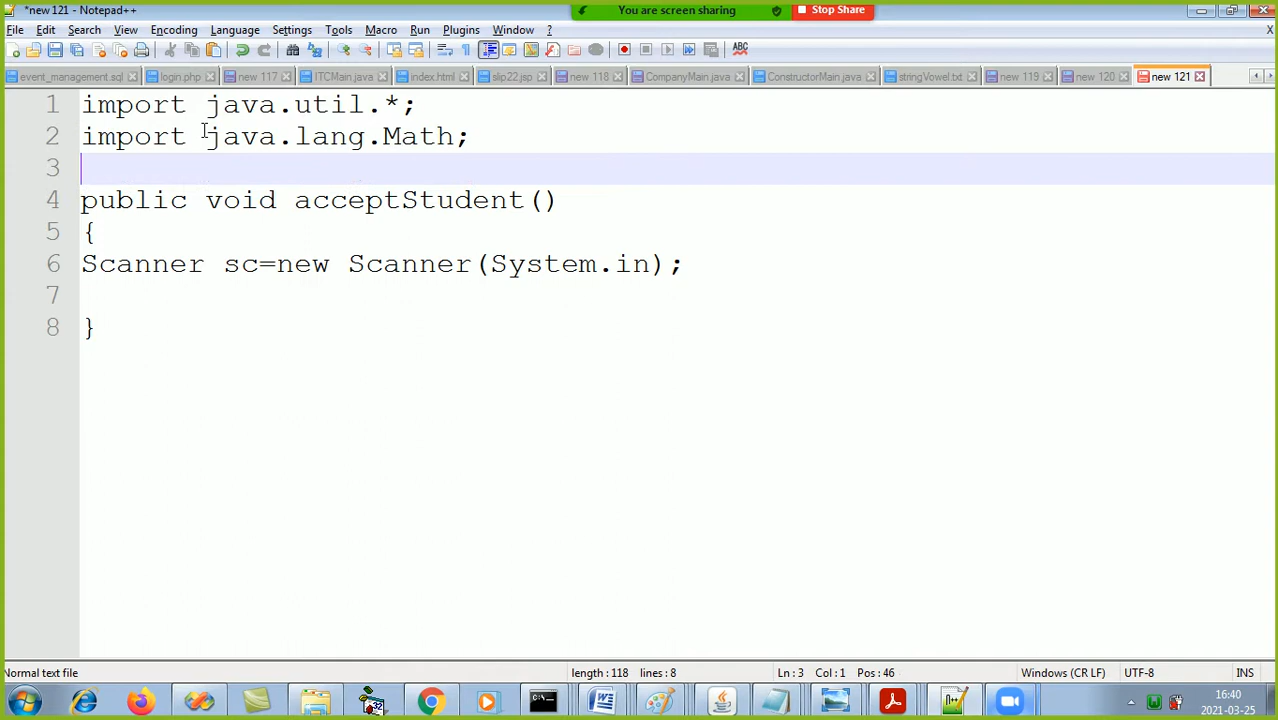 *new 121 - Notepad++
You are screen sharing
Stop Share
File Edit Search View Encoding Language Settings Tools Macro Run Plugins Window ?
X
ABC
event_management.sql login.php new 117 ITCMain.java index.html slip22.jsp new 118 CompanyMain.java ConstructorMain.java stringVowel.txt new 119 new 120 new 121
1 import java.util.*;
2 import java.lang.Math;
3
4 public void acceptStudent()
5 {
6 Scanner sc=new Scanner(System.in);
7
8 }
Normal text file length : 118 lines : 8 Ln : 3 Col : 1 Pos : 46 Windows (CR LF) UTF-8 INS
16:40
2021-03-25